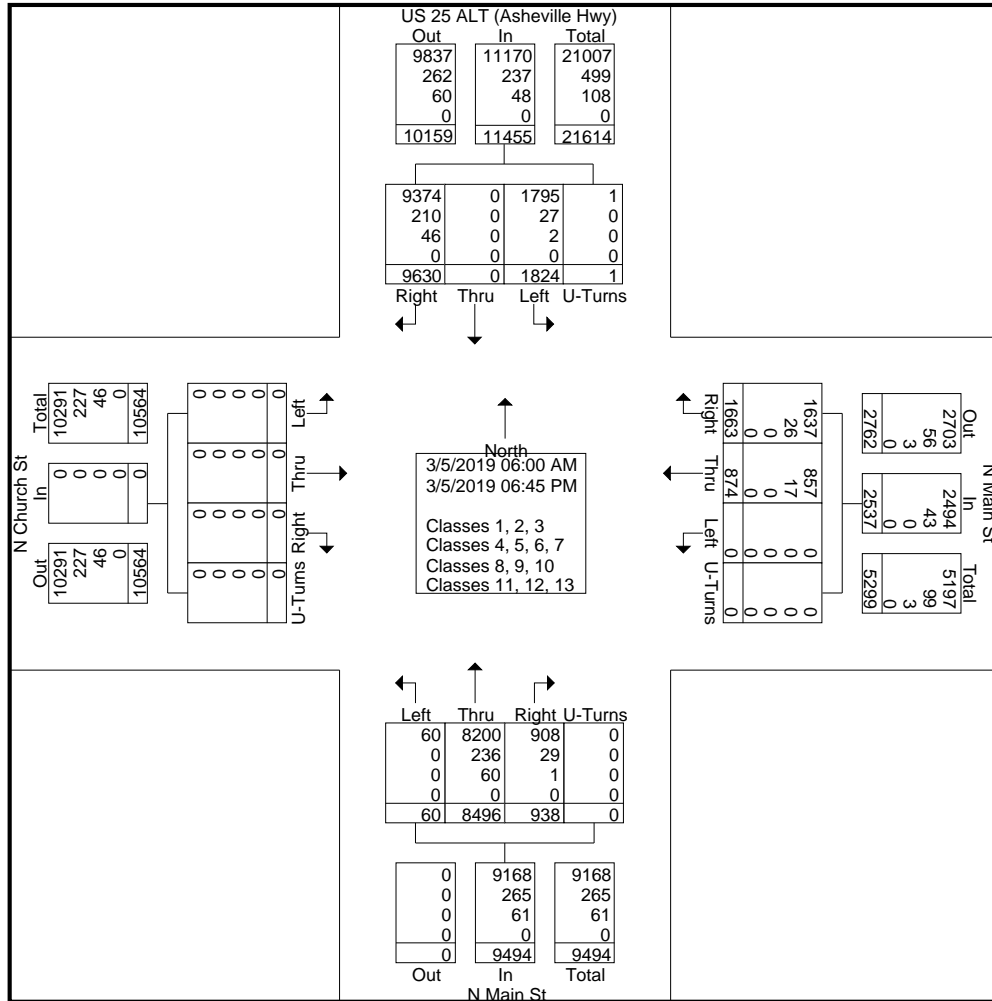 US 25 ALT (Asheville Hwy)
Out In Total
9837 11170 21007
262 237 499
60 48 108
0 0 0
10159 11455 21614
9374 0 1795 1
210 0 27 0
46 0 2 0
0 0 0 0
9630 0 1824 1
Right Thru Left U-Turns
N Church St
Total
10291
227
46
0
10564
In
0
0
0
0
0
Out
10291
227
46
0
10564
Left
0
0
0
0
0
Thru
0
0
0
0
0
Right
0
0
0
0
0
U-Turns
0
0
0
0
0
North
3/5/2019 06:00 AM
3/5/2019 06:45 PM
Classes 1, 2, 3
Classes 4, 5, 6, 7
Classes 8, 9, 10
Classes 11, 12, 13
Right
1637
26
0
0
1663
Thru
857
17
0
0
874
Left
0
0
0
0
0
U-Turns
0
0
0
0
0
N Main St
Out
2703
56
3
0
2762
In
2494
43
0
0
2537
Total
5197
99
3
0
5299
Left Thru Right U-Turns
60 8200 908 0
0 236 29 0
0 60 1 0
0 0 0 0
60 8496 938 0
0 9168 9168
0 265 265
0 61 61
0 0 0
0 9494 9494
Out In Total
N Main St